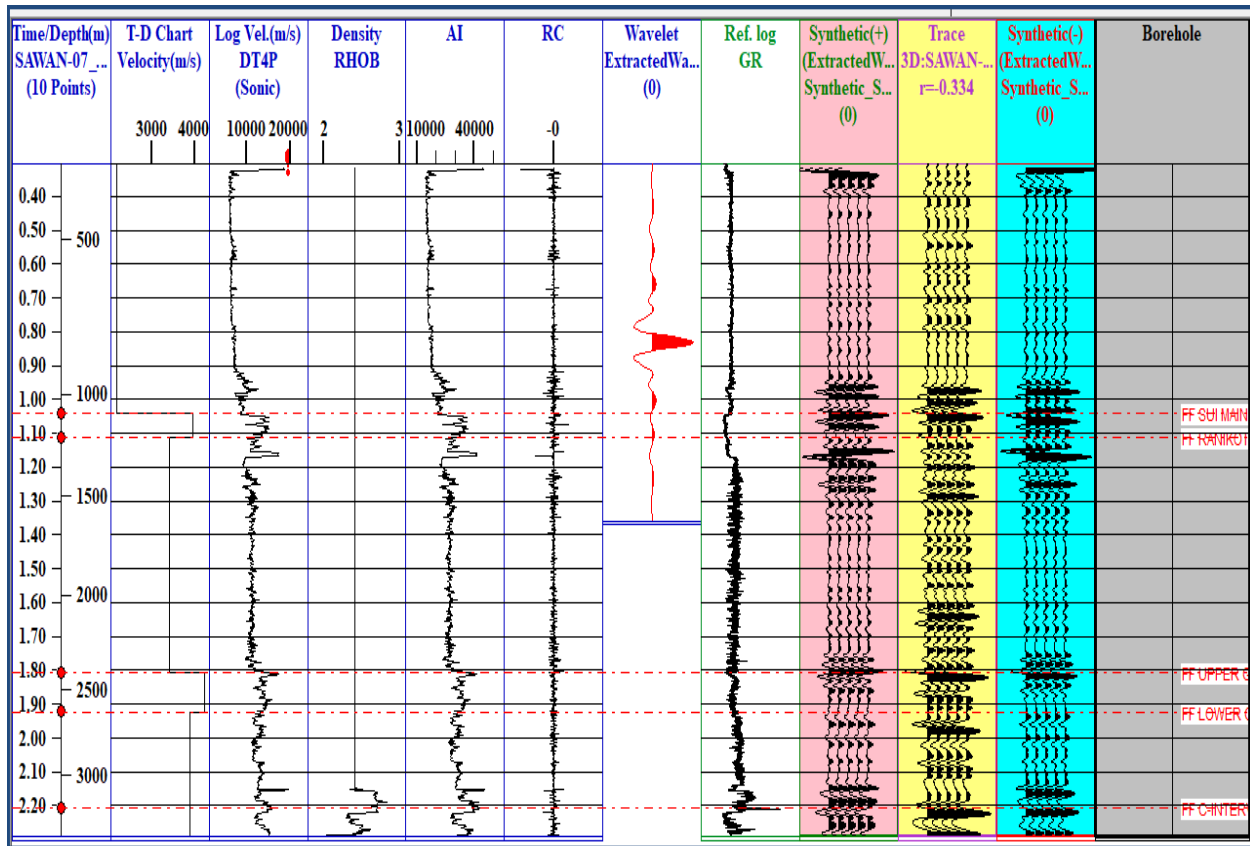 Time/Depth(m)
SAWAN-07_...
(10 Points)
T-D Chart
Velocity(m/s)
3000 4000
Log Vel.(m/s)
DT4P
(Sonic)
10000 20000
Density
RHOB
2 3
AI
10000 40000
RC
-0
Wavelet
ExtractedWa...
(0)
Ref. log
GR
Synthetic(+)
(ExtractedW...
Synthetic_S...
(0)
Trace
3D:SAWAN-...
r=-0.334
Synthetic(-)
(ExtractedW...
Synthetic_S...
(0)
Borehole
0.40
0.50
500
0.60
0.70
0.80
0.90
1.00
1000
FF SUI MAIN
1.10
FF RANIKOT
1.20
1.30
1500
1.40
1.50
1.60
2000
1.70
1.80
FF UPPER G
2500
1.90
FF LOWER G
2.00
2.10
3000
2.20
FF C-INTER